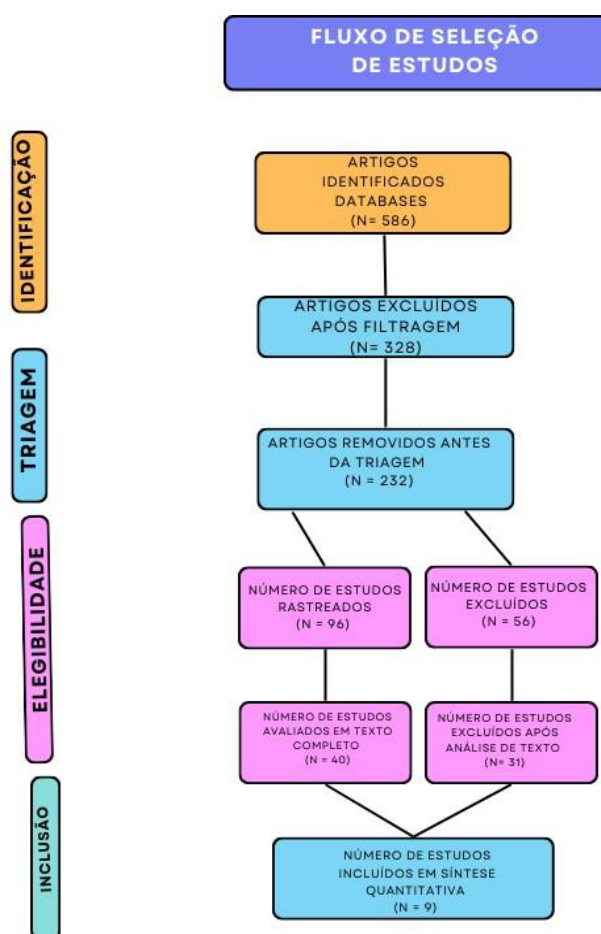 FLUXO DE SELEÇÃO
DE ESTUDOS
IDENTIFICAÇÃO
ARTIGOS
IDENTIFICADOS
DATABASES
(N= 586)
ARTIGOS EXCLUÍDOS
APÓS FILTRAGEM
(N= 328)
TRIAGEM
ARTIGOS REMOVIDOS ANTES
DA TRIAGEM
(N = 232)
ELEGIBILIDADE
NÚMERO DE ESTUDOS
RASTREADOS
(N = 96)
NÚMERO DE ESTUDOS
EXCLUÍDOS
(N = 56)
NÚMERO DE ESTUDOS
AVALIADOS EM TEXTO
COMPLETO
(N = 40)
NÚMERO DE ESTUDOS
EXCLUÍDOS APÓS
ANÁLISE DE TEXTO
(N= 31)
INCLUSÃO
NÚMERO DE ESTUDOS
INCLUÍDOS EM SÍNTESE
QUANTITATIVA
(N = 9)